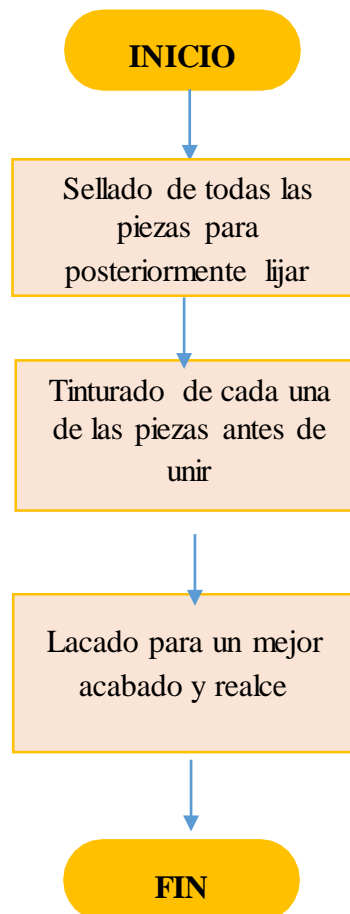 INICIO
Sellado de todas las
piezas para
posteriormente lijar
Tinturado de cada una
de las piezas antes de
unir
Lacado para un mejor
acabado y realce
FIN